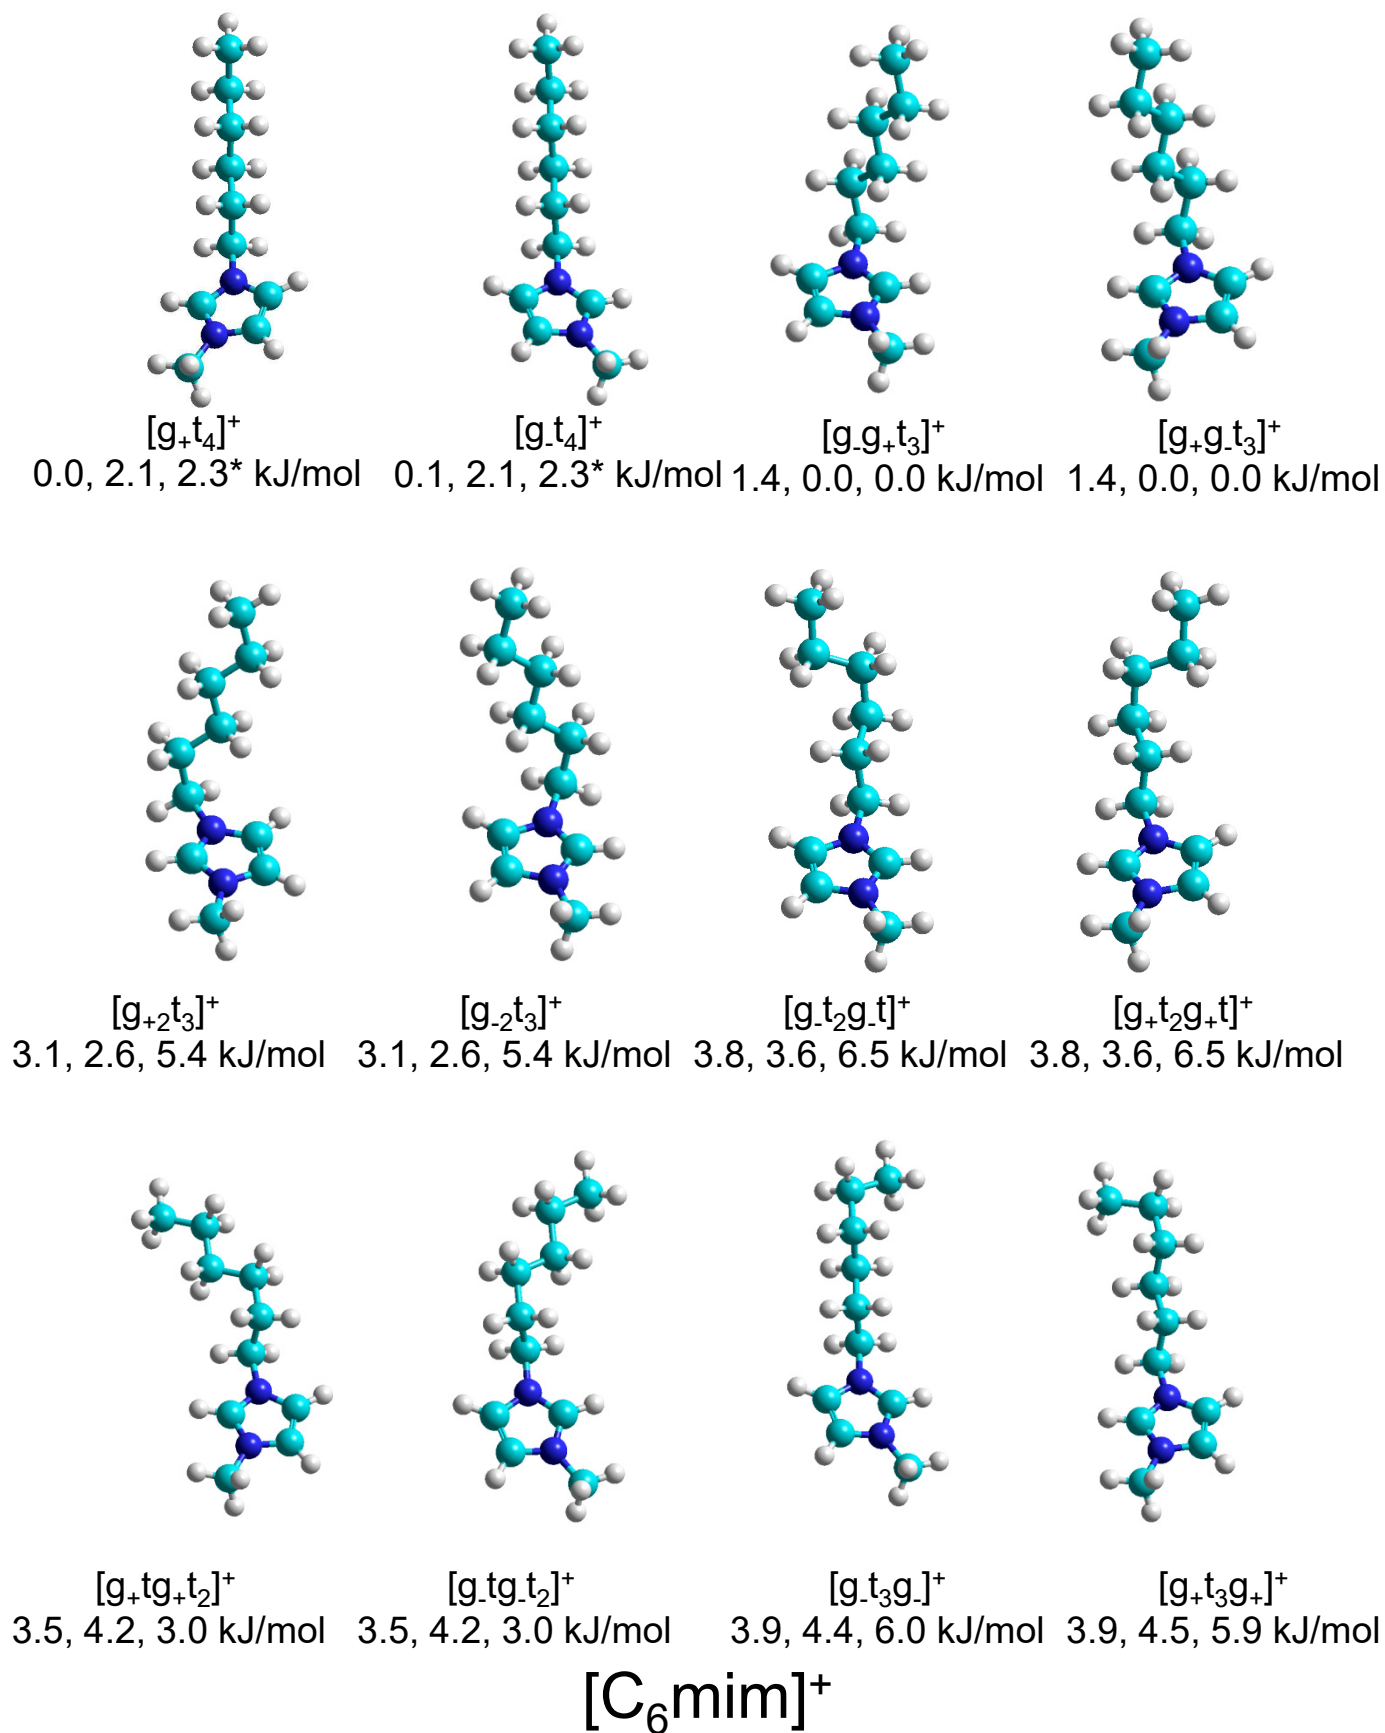 [g₊t₄]⁺
0.0, 2.1, 2.3* kJ/mol
[g₋t₄]⁺
0.1, 2.1, 2.3* kJ/mol
[g₋g₊t₃]⁺
1.4, 0.0, 0.0 kJ/mol
[g₊g₋t₃]⁺
1.4, 0.0, 0.0 kJ/mol
[g₊₂t₃]⁺
3.1, 2.6, 5.4 kJ/mol
[g₋₂t₃]⁺
3.1, 2.6, 5.4 kJ/mol
[g₋t₂g₋t]⁺
3.8, 3.6, 6.5 kJ/mol
[g₊t₂g₊t]⁺
3.8, 3.6, 6.5 kJ/mol
[g₊tg₊t₂]⁺
3.5, 4.2, 3.0 kJ/mol
[g₋tg₋t₂]⁺
3.5, 4.2, 3.0 kJ/mol
[g₋t₃g₋]⁺
3.9, 4.4, 6.0 kJ/mol
[g₊t₃g₊]⁺
3.9, 4.5, 5.9 kJ/mol
[C₆mim]⁺